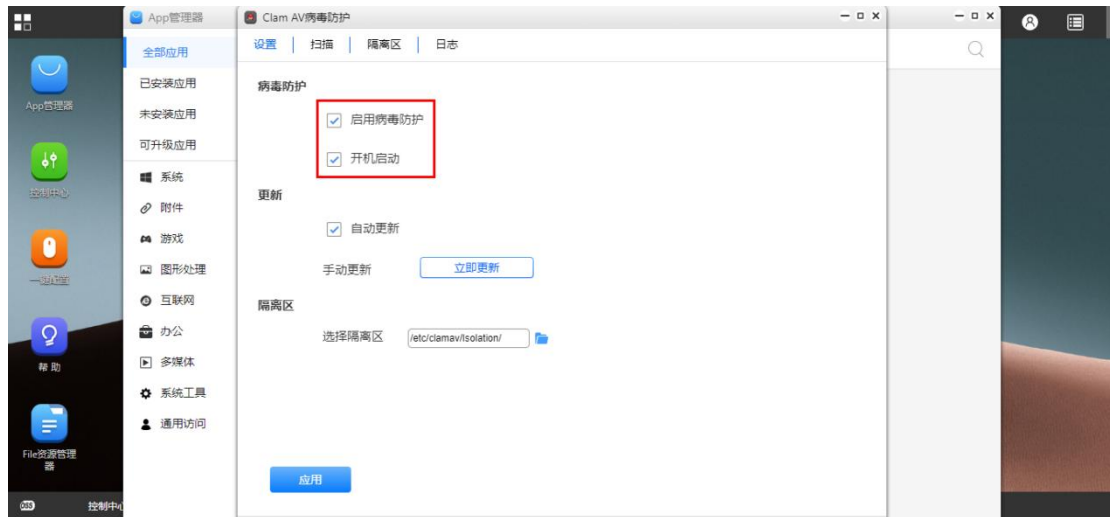 App管理器
控制中心
一键配置
帮助
File资源管理
器
App管理器
全部应用
已安装应用
未安装应用
可升级应用
系统
附件
游戏
图形处理
互联网
办公
多媒体
系统工具
通用访问
Clam AV病毒防护
设置 扫描 隔离区 日志
病毒防护
启用病毒防护
开机启动
更新
自动更新
手动更新 立即更新
隔离区
选择隔离区 /etc/clamav/Isolation/
应用
控制中心